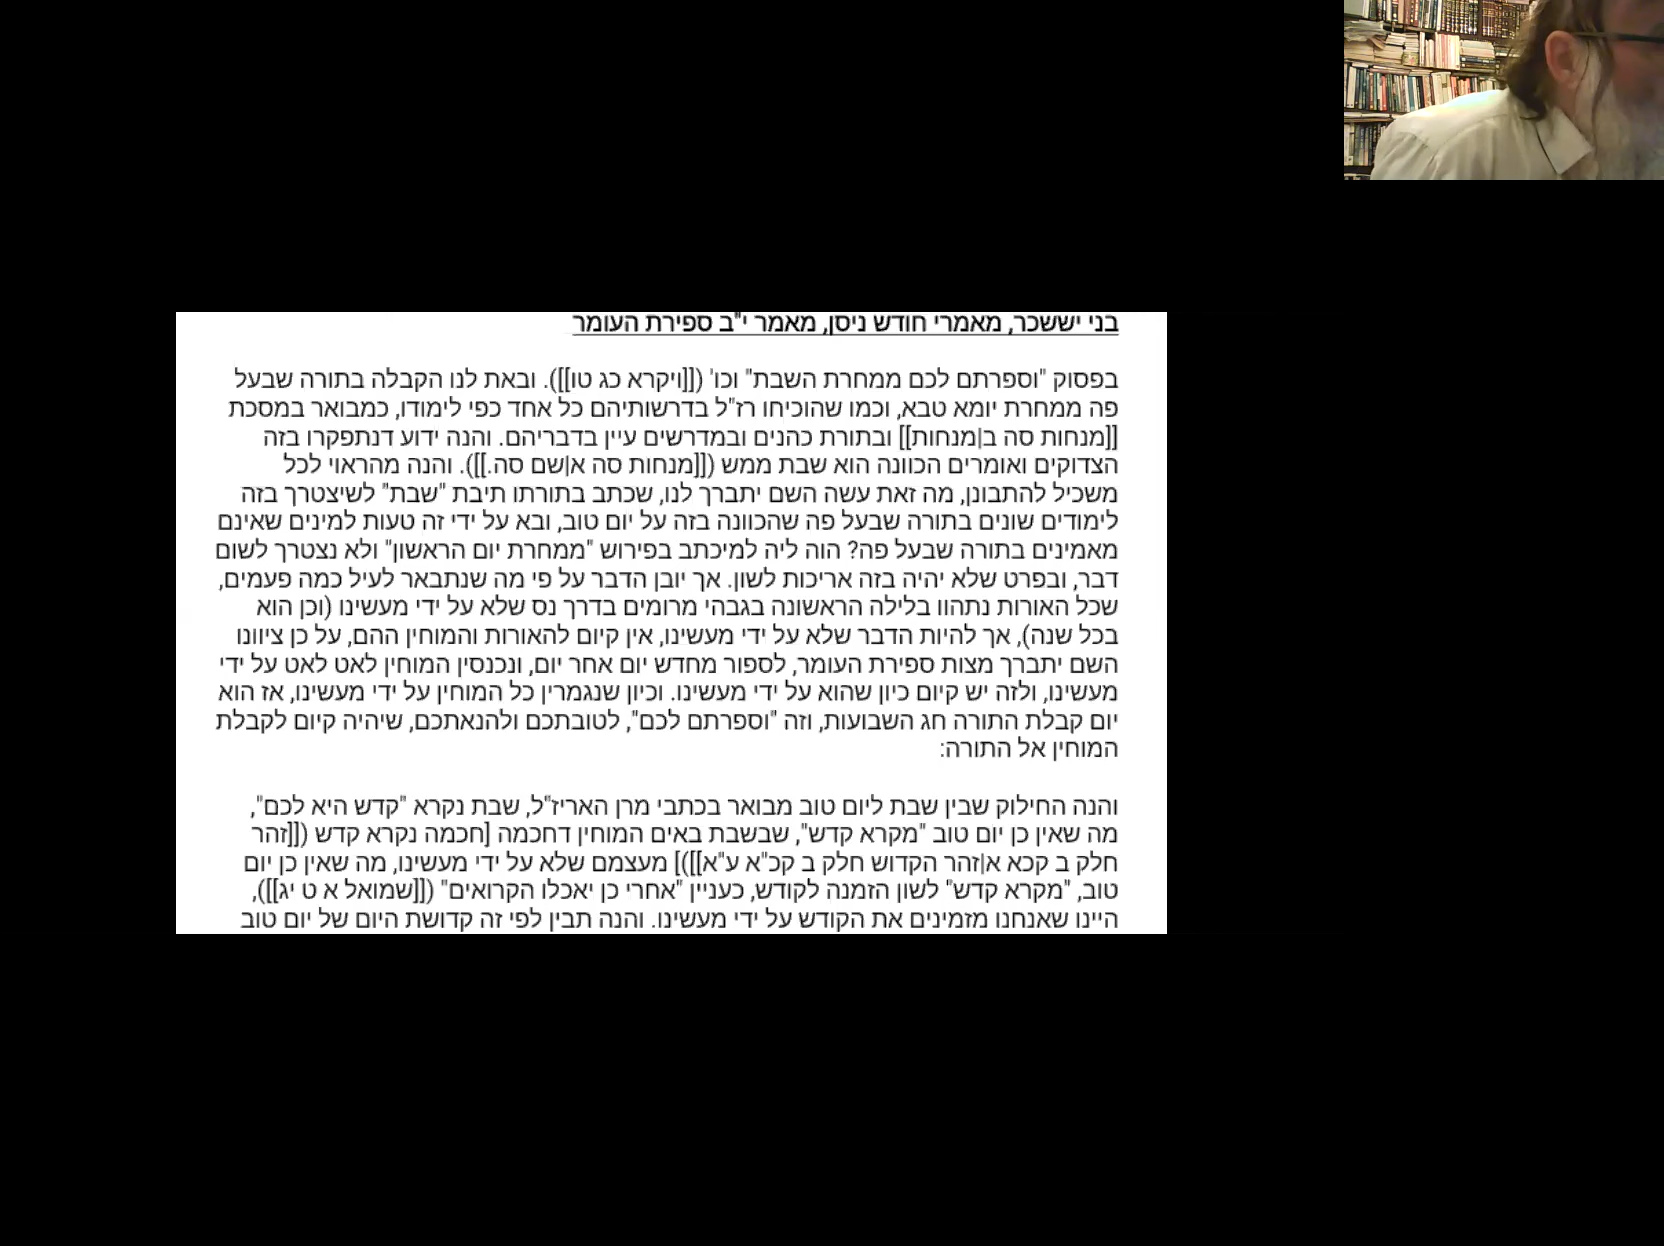 בני יששכר, מאמרי חודש ניסן, מאמר י"ב ספירת העומר
בפסוק "וספרתם לכם ממחרת השבת" וכו' ([[ויקרא כג טו]]). ובאת לנו הקבלה בתורה שבעל
פה ממחרת יומא טבא, וכמו שהוכיחו רז"ל בדרשותיהם כל אחד כפי לימודו, כמבואר במסכת
[[מנחות סה ב|מנחות]] ובתורת כהנים ובמדרשים עיין בדבריהם. והנה ידוע דנתפקרו בזה
הצדוקים ואומרים הכוונה הוא שבת ממש ([[מנחות סה א|שם סה.]]). והנה מהראוי לכל
משכיל להתבונן, מה זאת עשה השם יתברך לנו, שכתב בתורתו תיבת "שבת" לשיצטרך בזה
לימודים שונים בתורה שבעל פה שהכוונה בזה על יום טוב, ובא על ידי זה טעות למינים שאינם
מאמינים בתורה שבעל פה? הוה ליה למיכתב בפירוש "ממחרת יום הראשון" ולא נצטרך לשום
דבר, ובפרט שלא יהיה בזה אריכות לשון. אך יובן הדבר על פי מה שנתבאר לעיל כמה פעמים,
שכל האורות נתהוו בלילה הראשונה בגבהי מרומים בדרך נס שלא על ידי מעשינו (וכן הוא
בכל שנה), אך להיות הדבר שלא על ידי מעשינו, אין קיום להאורות והמוחין ההם, על כן ציוונו
השם יתברך מצות ספירת העומר, לספור מחדש יום אחר יום, ונכנסין המוחין לאט לאט על ידי
מעשינו, ולזה יש קיום כיון שהוא על ידי מעשינו. וכיון שנגמרין כל המוחין על ידי מעשינו, אז הוא
יום קבלת התורה חג השבועות, וזה "וספרתם לכם", לטובתכם ולהנאתכם, שיהיה קיום לקבלת
המוחין אל התורה:
והנה החילוק שבין שבת ליום טוב מבואר בכתבי מרן האריז"ל, שבת נקרא "קדש היא לכם",
מה שאין כן יום טוב "מקרא קדש", שבשבת באים המוחין דחכמה [חכמה נקרא קדש ([[זהר
חלק ב קכא א|זהר הקדוש חלק ב קכ"א ע"א]])] מעצמם שלא על ידי מעשינו, מה שאין כן יום
טוב, "מקרא קדש" לשון הזמנה לקודש, כעניין "אחרי כן יאכלו הקרואים" ([[שמואל א ט יג]]),
היינו שאנחנו מזמינים את הקודש על ידי מעשינו. והנה תבין לפי זה קדושת היום של יום טוב